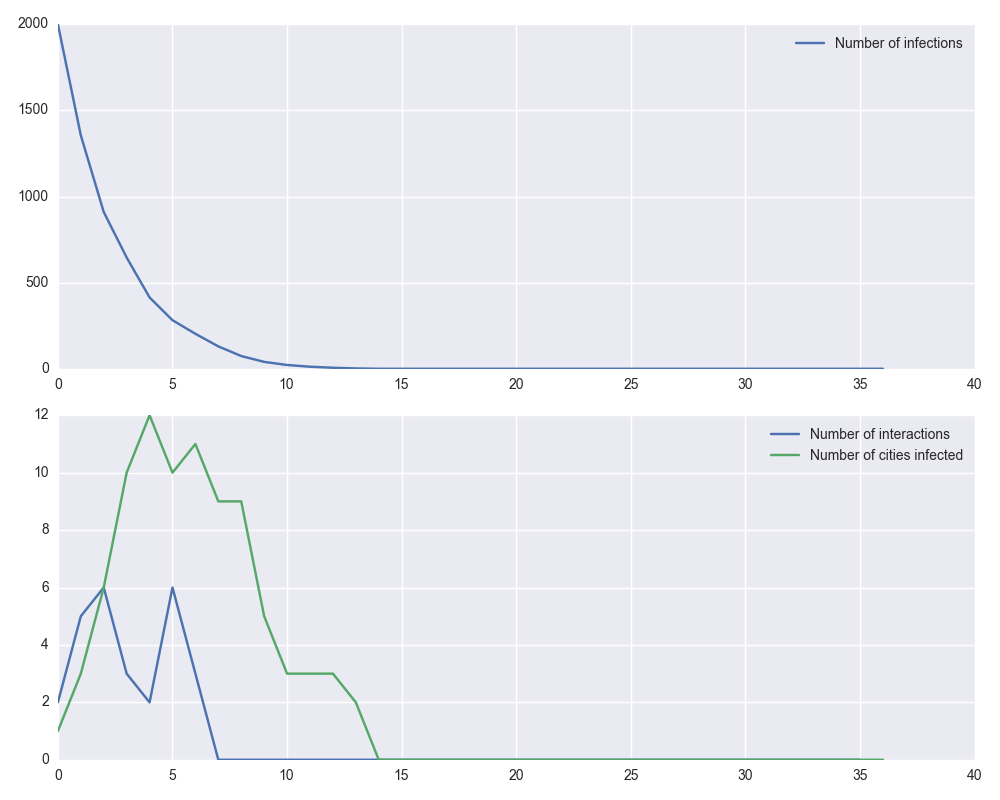 2000
Number of infections
1500
1000
500
0
0 5 10 15 20 25 30 35 40
12
Number of interactions
Number of cities infected
10
8
6
4
2
0
0 5 10 15 20 25 30 35 40